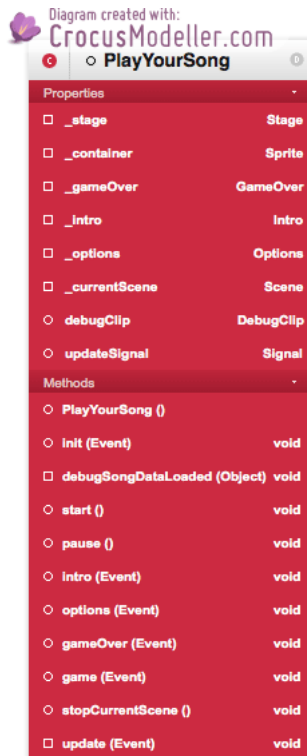 Diagram created with:
CrocusModeller.com
C PlayYourSong D
Properties
_stage Stage
_container Sprite
_gameOver GameOver
_intro Intro
_options Options
_currentScene Scene
debugClip DebugClip
updateSignal Signal
Methods
PlayYourSong ()
init (Event) void
debugSongDataLoaded (Object) void
start () void
pause () void
intro (Event) void
options (Event) void
gameOver (Event) void
game (Event) void
stopCurrentScene () void
update (Event) void